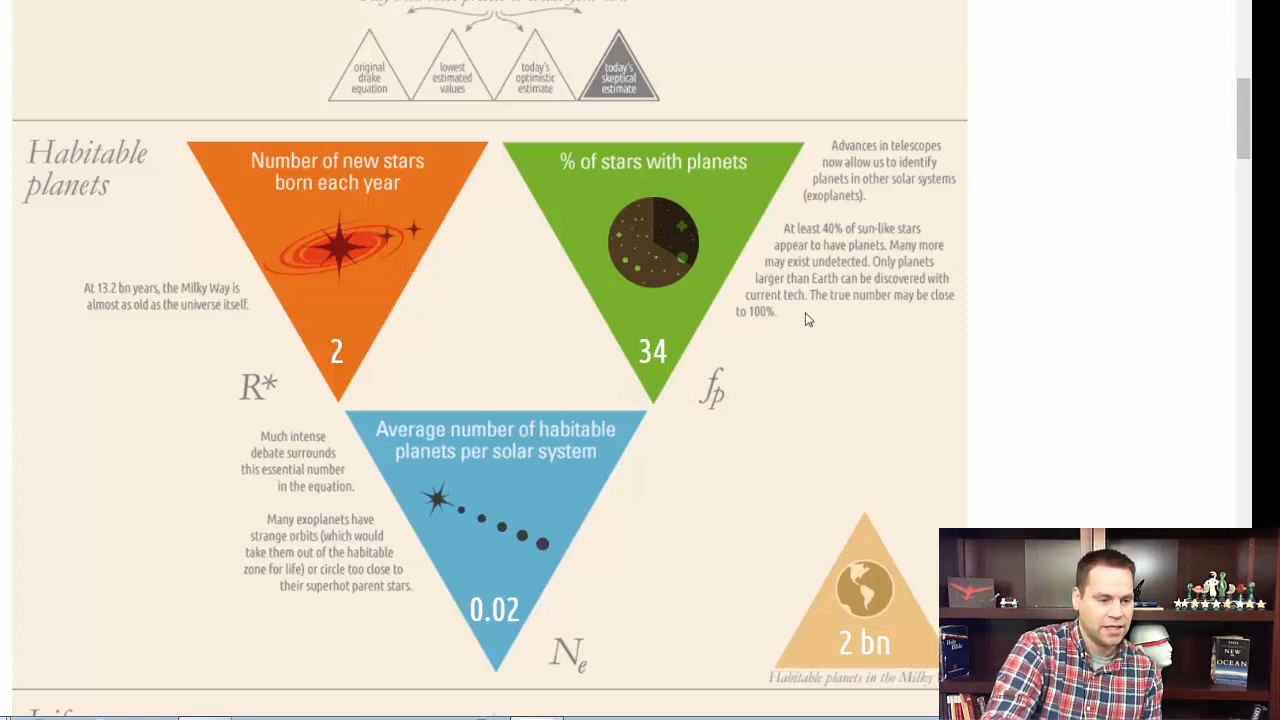 original
drake
equation
lowest
estimated
values
today's
optimistic
estimate
today's
skeptical
estimate
Habitable
planets
Number of new stars
born each year
2
R*
At 13.2 bn years, the Milky Way is
almost as old as the universe itself.
% of stars with planets
34
fp
Advances in telescopes
now allow us to identify
planets in other solar systems
(exoplanets).
At least 40% of sun-like stars
appear to have planets. Many more
may exist undetected. Only planets
larger than Earth can be discovered with
current tech. The true number may be close
to 100%.
Average number of habitable
planets per solar system
0.02
Ne
Much intense
debate surrounds
this essential number
in the equation.
Many exoplanets have
strange orbits (which would
take them out of the habitable
zone for life) or circle too close to
their superhot parent stars.
2 bn
Habitable planets in the Milky
Holy
Bible
THE
NEW
OCEAN